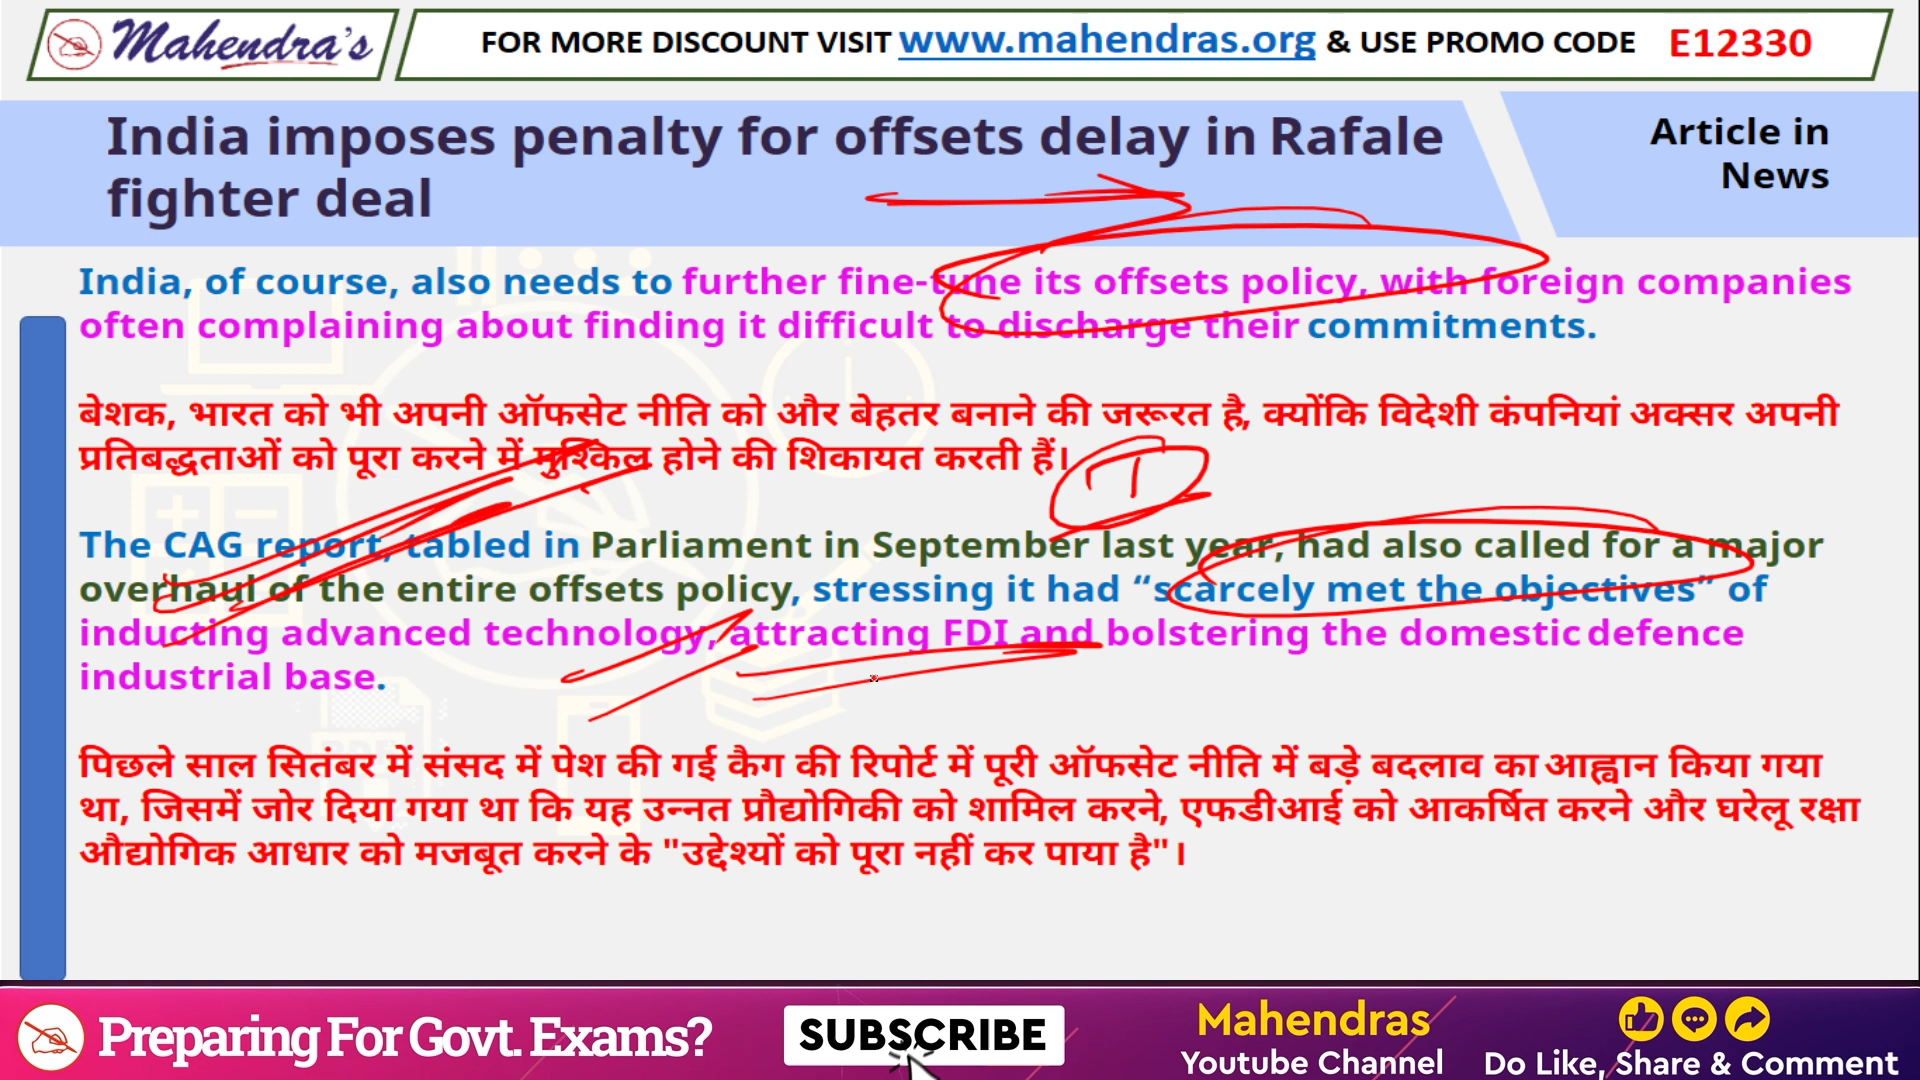 Mahendra's
FOR MORE DISCOUNT VISIT www.mahendras.org & USE PROMO CODE E12330
India imposes penalty for offsets delay in Rafale
fighter deal
Article in
News
India, of course, also needs to further fine-tune its offsets policy, with foreign companies
often complaining about finding it difficult to discharge their commitments.
बेशक, भारत को भी अपनी ऑफसेट नीति को और बेहतर बनाने की जरूरत है, क्योंकि विदेशी कंपनियां अक्सर अपनी
प्रतिबद्धताओं को पूरा करने में मुश्किल होने की शिकायत करती हैं।
The CAG report, tabled in Parliament in September last year, had also called for a major
overhaul of the entire offsets policy, stressing it had “scarcely met the objectives” of
inducting advanced technology, attracting FDI and bolstering the domestic defence
industrial base.
पिछले साल सितंबर में संसद में पेश की गई कैग की रिपोर्ट में पूरी ऑफसेट नीति में बड़े बदलाव का आह्वान किया गया
था, जिसमें जोर दिया गया था कि यह उन्नत प्रौद्योगिकी को शामिल करने, एफडीआई को आकर्षित करने और घरेलू रक्षा
औद्योगिक आधार को मजबूत करने के "उद्देश्यों को पूरा नहीं कर पाया है"।
Preparing For Govt. Exams?
SUBSCRIBE
Mahendras
Youtube Channel
Do Like, Share & Comment